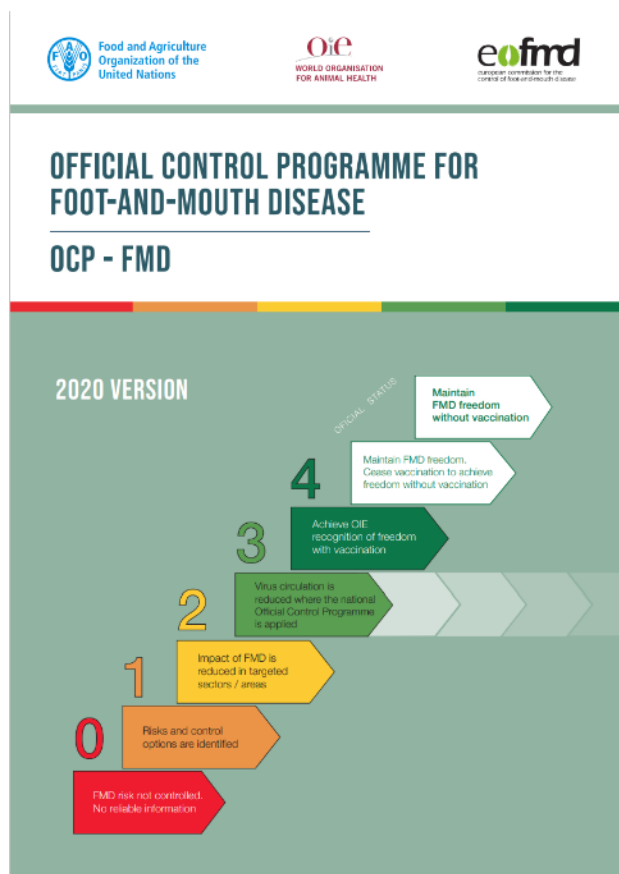 Food and Agriculture
Organization of the
United Nations
FAO
FIAT PANIS
OiE
WORLD ORGANISATION
FOR ANIMAL HEALTH
eofmd
european commission for the
control of foot-and-mouth disease
OFFICIAL CONTROL PROGRAMME FOR
FOOT-AND-MOUTH DISEASE
OCP - FMD
2020 VERSION
OFICIAL STATUS
Maintain
FMD freedom
without vaccination
Maintain FMD freedom.
Cease vaccination to achieve
freedom without vaccination
4
Achieve OIE
recognition of freedom
with vaccination
3
Virus circulation is
reduced where the national
Official Control Programme
is applied
2
Impact of FMD is
reduced in targeted
sectors / areas
1
Risks and control
options are identified
0
FMD risk not controlled.
No reliable information